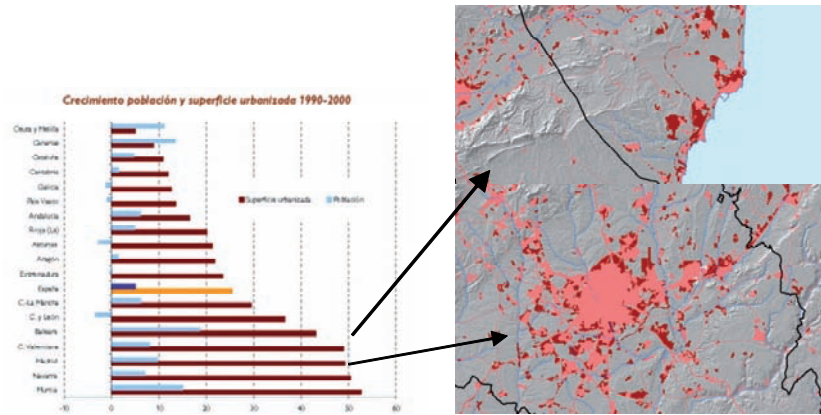 Crecimiento población y superficie urbanizada 1990-2000
Ceuta y Melilla
Canarias
Cataluña
Cantabria
Galicia
País Vasco
Andalucía
Rioja (La)
Asturias
Aragón
Extremadura
España
C.-La Mancha
C. y León
Baleares
C. Valenciana
Madrid
Navarra
Murcia
Superficie urbanizada
Población
-10
0
10
20
30
40
50
60